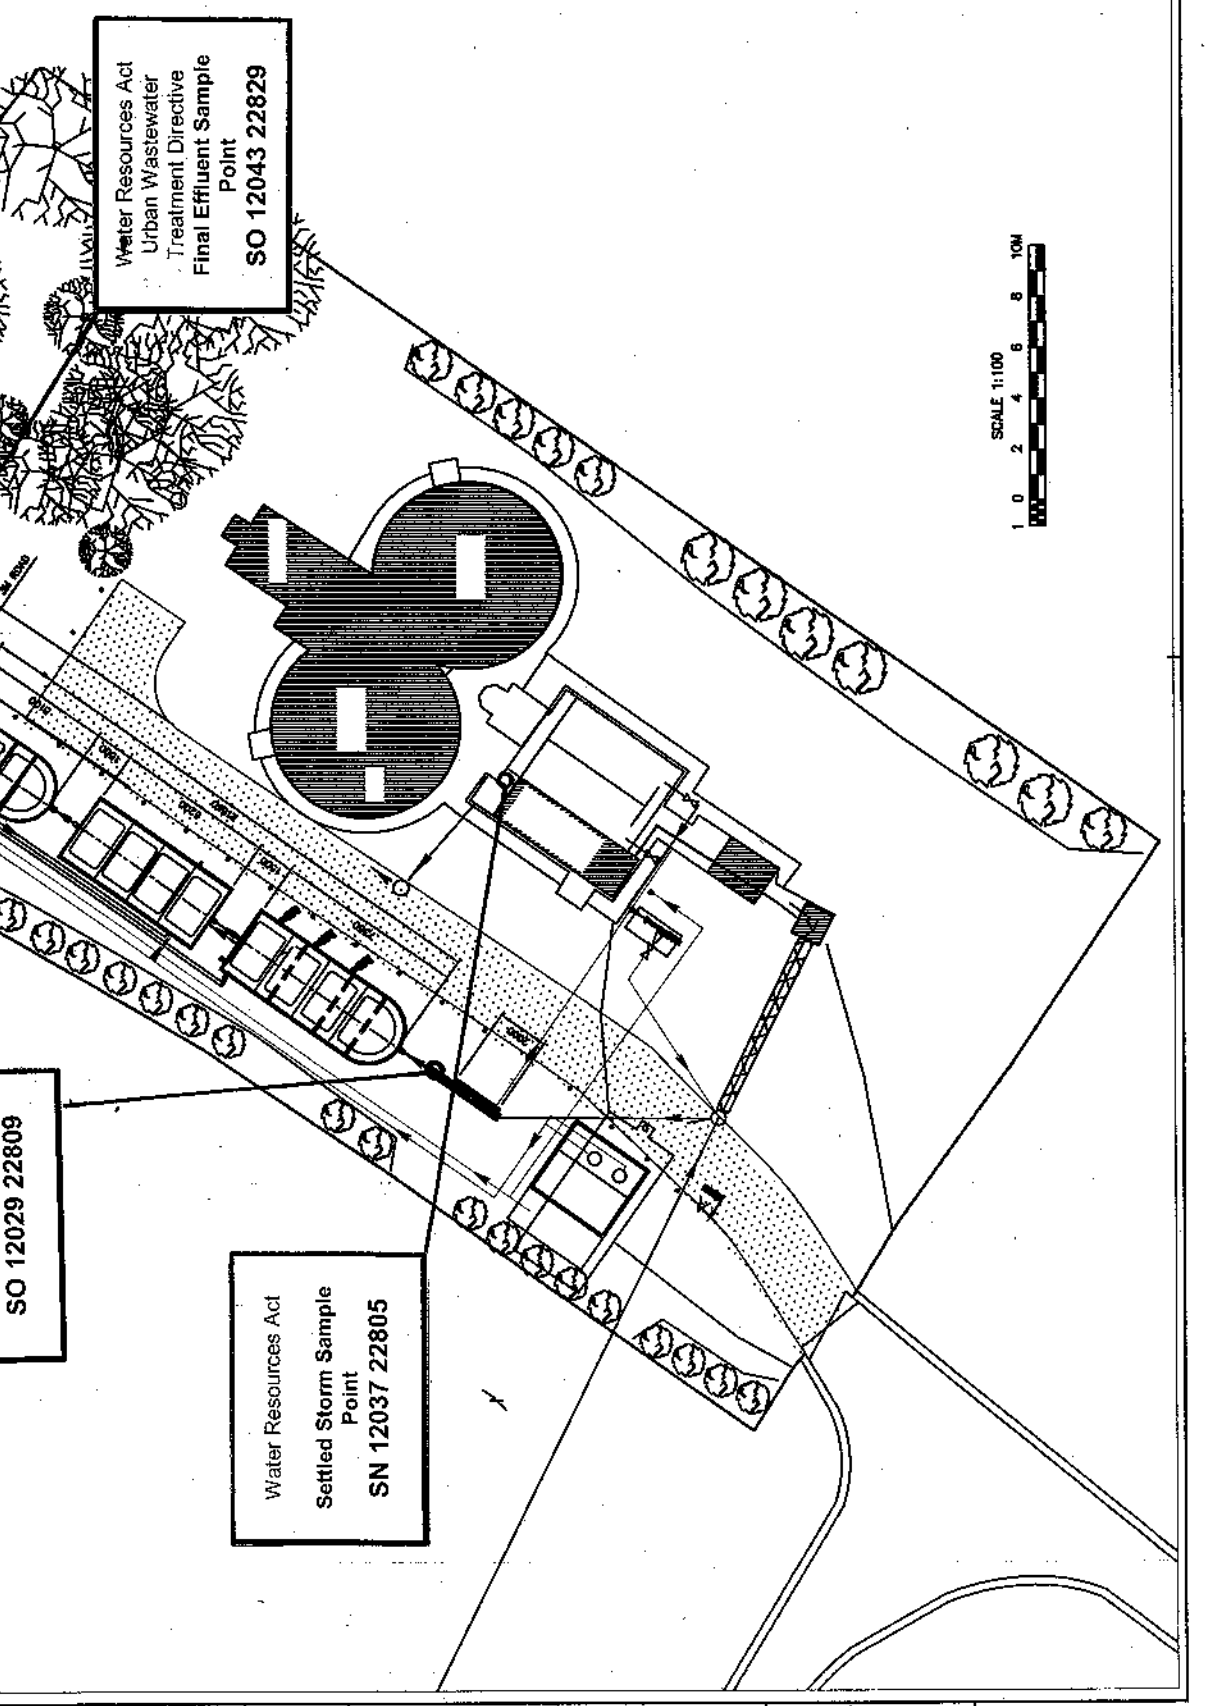 Water Resources Act
Urban Wastewater
Treatment Directive
Final Effluent Sample
Point
SO 12043 22829
SO 12029 22809
Water Resources Act
Settled Storm Sample
Point
SN 12037 22805
SCALE 1:100
1 0 2 4 6 8 10M